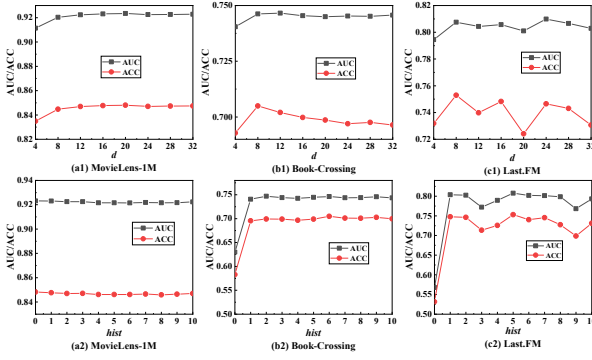 0.92
0.90
0.88
0.86
0.84
0.82
AUC/ACC
AUC
ACC
4 8 12 16 20 24 28 32
d
(a1) MovieLens-1M
0.750
0.700
AUC/ACC
AUC
ACC
4 8 12 16 20 24 28 32
d
(b1) Book-Crossing
0.82
0.80
0.78
0.76
0.74
0.72
AUC/ACC
AUC
ACC
4 8 12 16 20 24 28 32
d
(c1) Last.FM
0.94
0.92
0.90
0.88
0.86
0.84
AUC/ACC
AUC
ACC
0 1 2 3 4 5 6 7 8 9 10
hist
(a2) MovieLens-1M
0.75
0.70
0.65
0.60
0.55
0.50
AUC/ACC
AUC
ACC
0 1 2 3 4 5 6 7 8 9 10
hist
(b2) Book-Crossing
0.80
0.75
0.70
0.65
0.60
0.55
0.50
AUC/ACC
AUC
ACC
0 1 2 3 4 5 6 7 8 9 10
hist
(c2) Last.FM